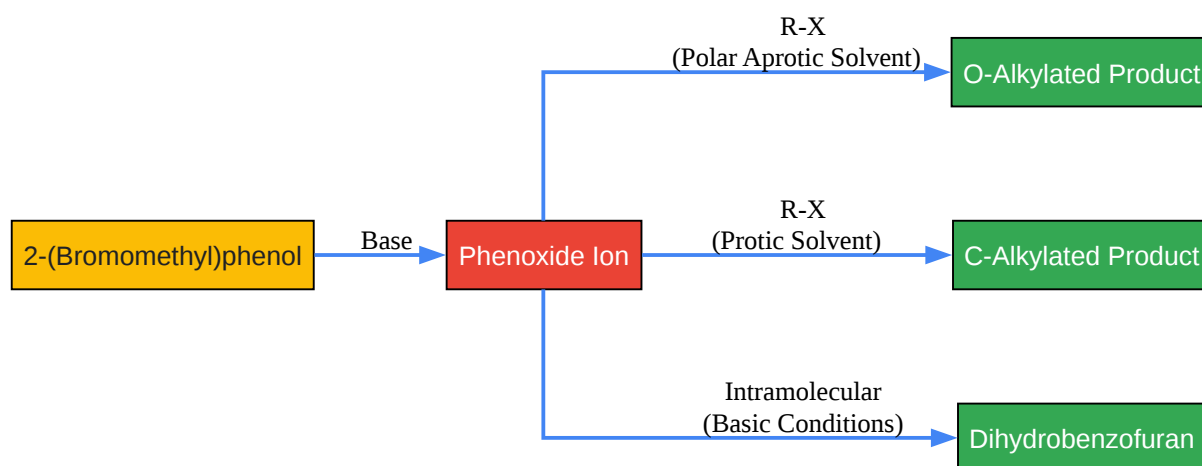 R-X
(Polar Aprotic Solvent)
O-Alkylated Product
2-(Bromomethyl)phenol
Base
Phenoxide Ion
R-X
(Protic Solvent)
C-Alkylated Product
Intramolecular
(Basic Conditions)
Dihydrobenzofuran